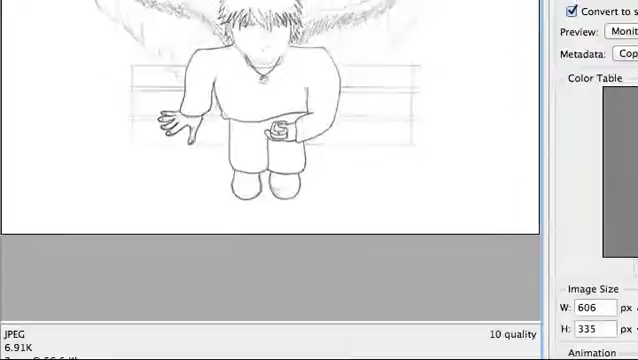 Convert to s
Preview: Monit
Metadata: Cop
Color Table
Image Size
W: 606 px
H: 335 px
Animation
JPEG
6.91K
10 quality